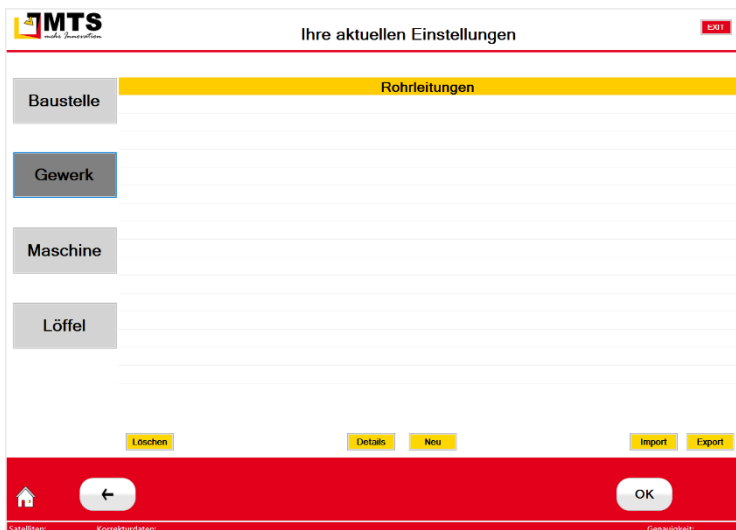 MTS
mehr Innovation
Ihre aktuellen Einstellungen
EXIT
Rohrleitungen
Baustelle
Gewerk
Maschine
Löffel
Löschen
Details
Neu
Import
Export
←
OK
Satelliten:
Korrekturdaten:
Genauigkeit: